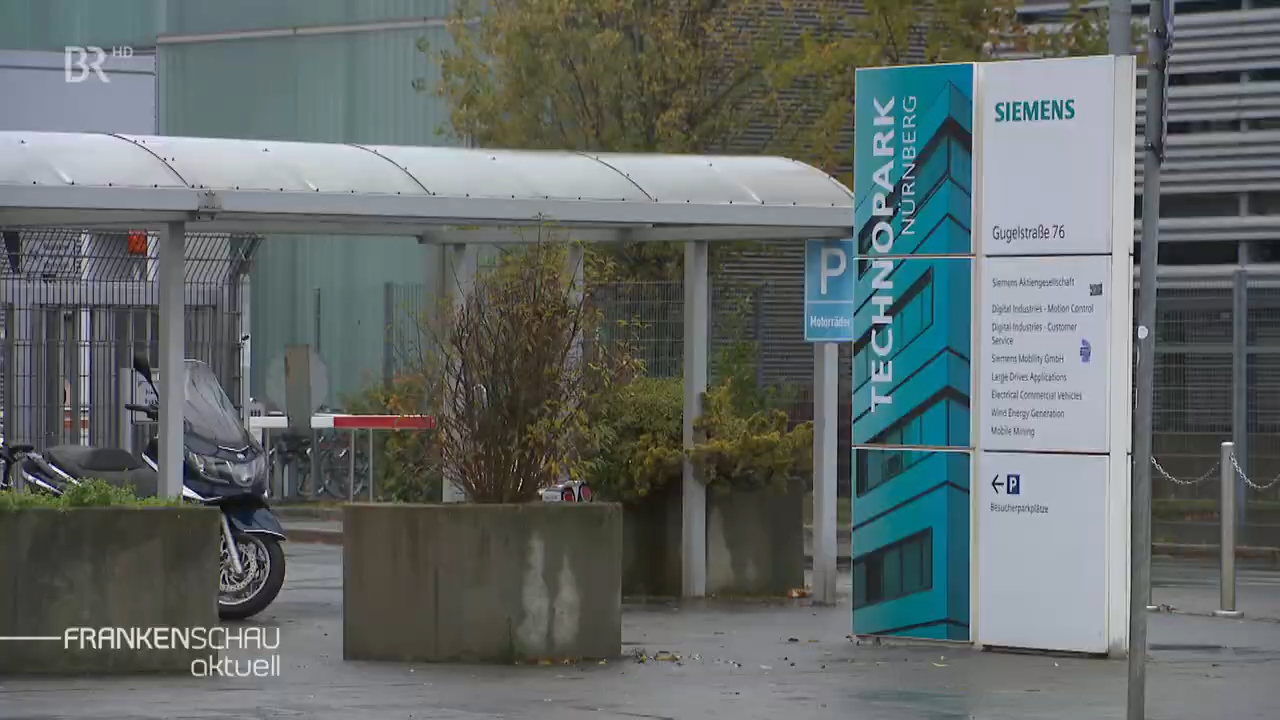 BR HD
TECHNOPARK
NÜRNBERG
SIEMENS
Gugelstraße 76
Siemens Aktiengesellschaft
Digital Industries - Motion Control
Digital Industries - Customer
Service
Siemens Mobility GmbH
Large Drives Applications
Electrical Commercial Vehicles
Wind Energy Generation
Mobile Mining
← P
Besucherparkplätze
P
Motorräder
FRANKENSCHAU
aktuell